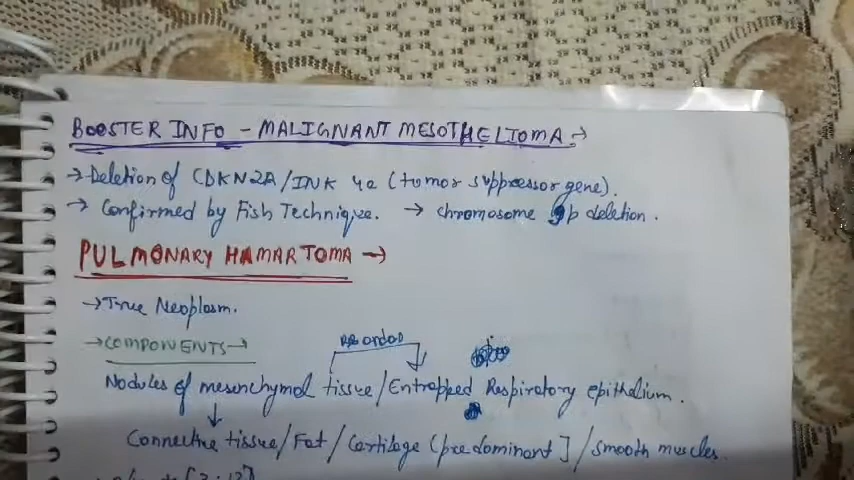 BOOSTER INFO - MALIGNANT MESOTHELIOMA →
→ Deletion of CDKN2A/INK 4a (tumor suppressor gene).
→ Confirmed by Fish Technique. → chromosome 9p deletion.
PULMONARY HAMARTOMA →
→ True Neoplasm.
→ COMPONENTS →
Nodules of mesenchymal tissue / Entrapped Respiratory epithelium.
Connective tissue / Fat / Cartilage (predominant] / smooth muscles.